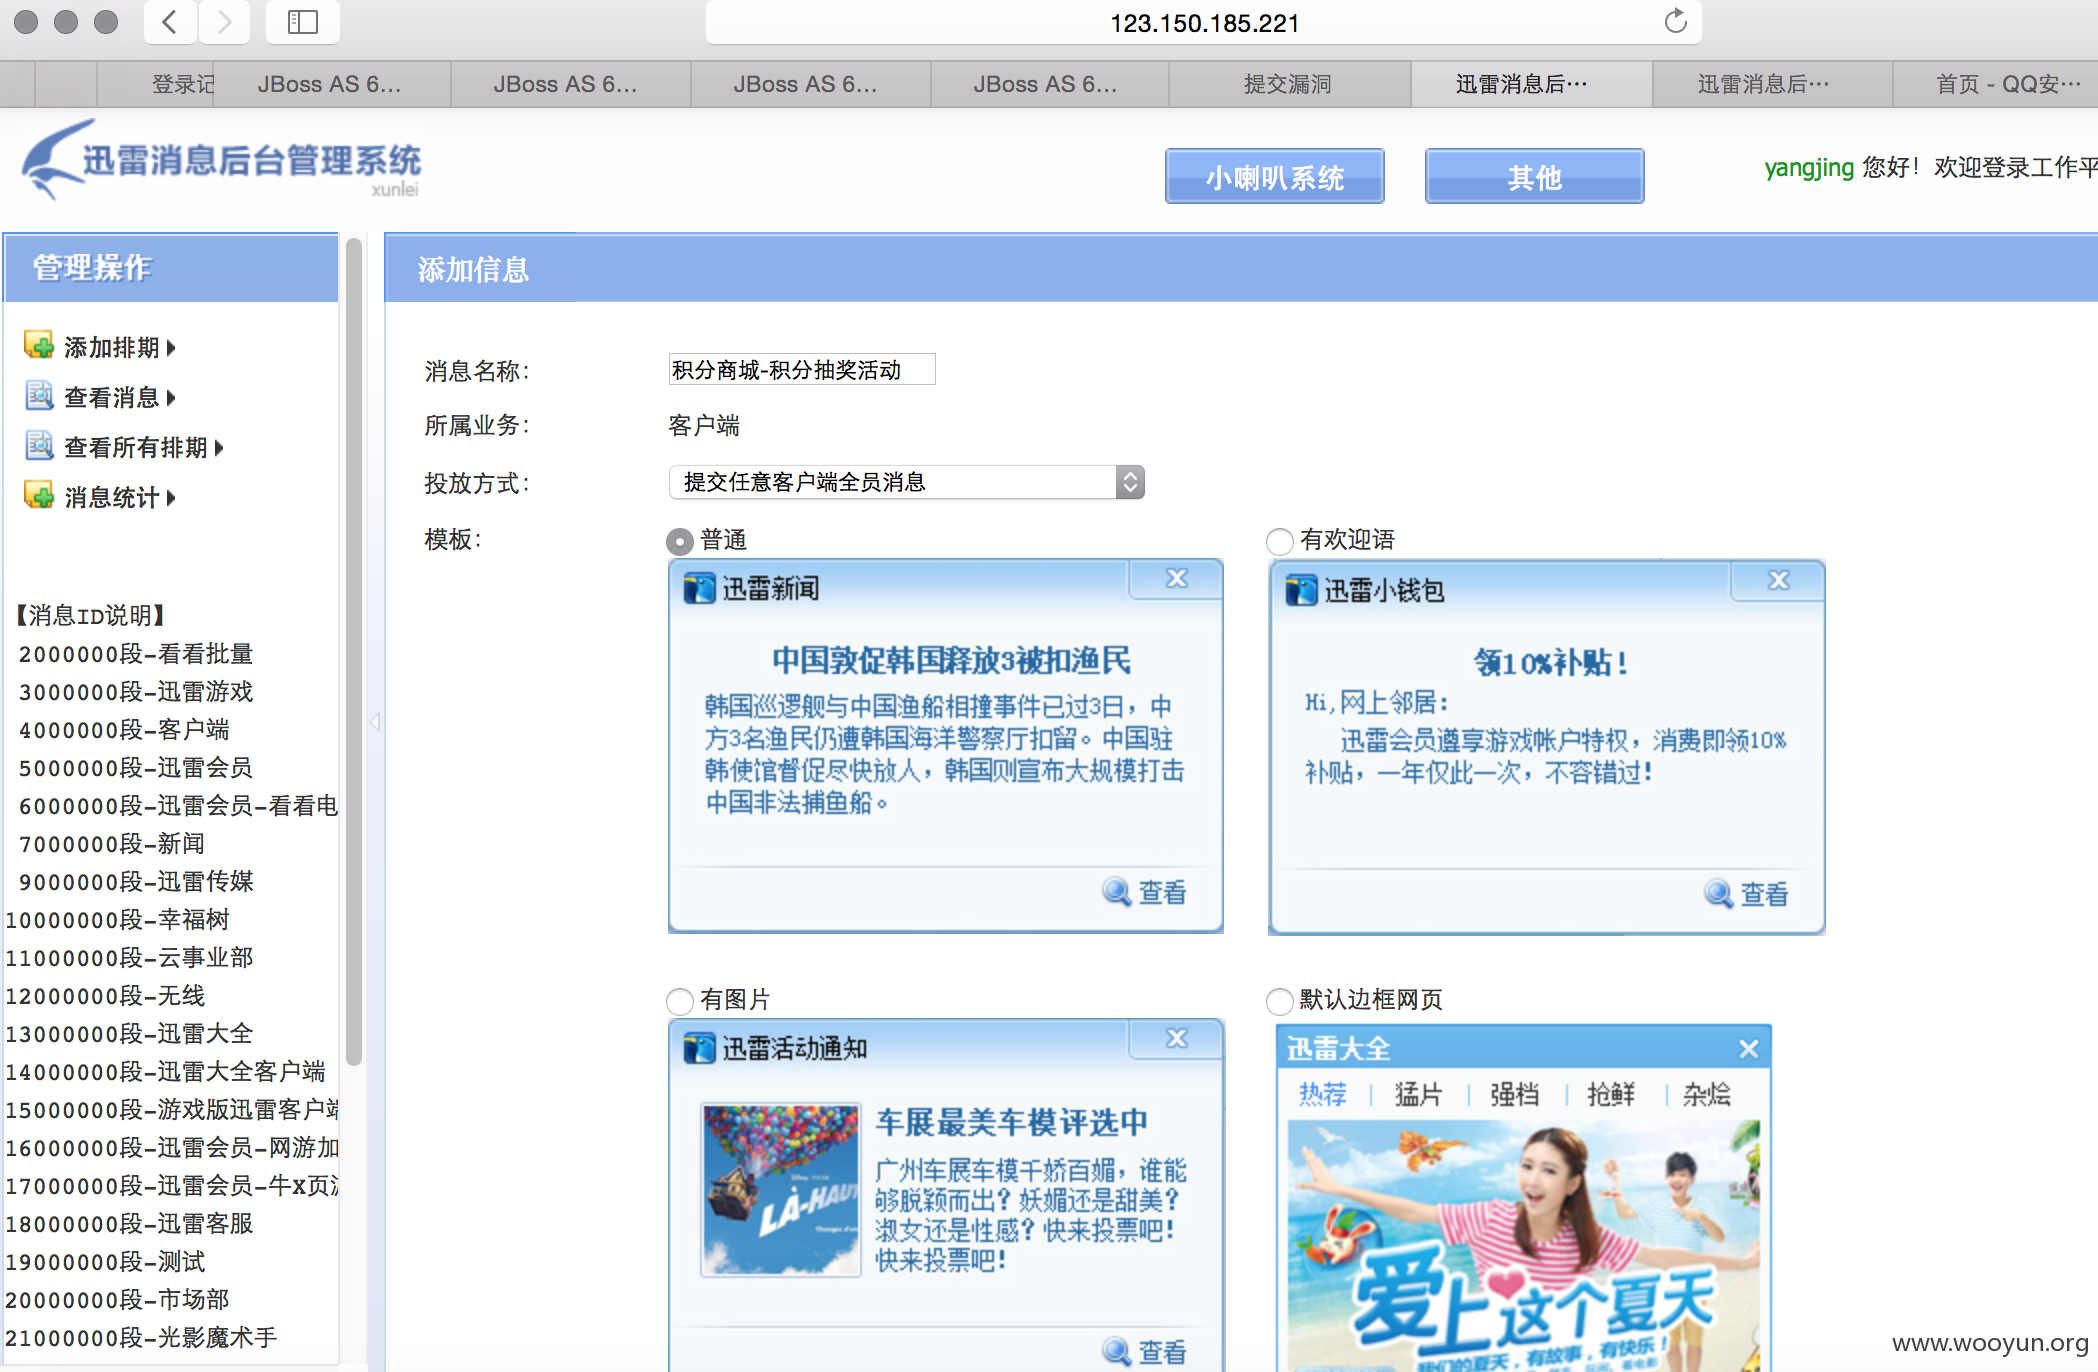 123.150.185.221
登录记
JBoss AS 6...
JBoss AS 6...
JBoss AS 6...
JBoss AS 6...
提交漏洞
迅雷消息后…
迅雷消息后…
首页 - QQ安…
迅雷消息后台管理系统
xunlei
小喇叭系统
其他
yangjing 您好！欢迎登录工作平
管理操作
添加排期
查看消息
查看所有排期
消息统计
【消息ID说明】
2000000段-看看批量
3000000段-迅雷游戏
4000000段-客户端
5000000段-迅雷会员
6000000段-迅雷会员-看看电
7000000段-新闻
9000000段-迅雷传媒
10000000段-幸福树
11000000段-云事业部
12000000段-无线
13000000段-迅雷大全
14000000段-迅雷大全客户端
15000000段-游戏版迅雷客户端
16000000段-迅雷会员-网游加
17000000段-迅雷会员-牛x页游
18000000段-迅雷客服
19000000段-测试
20000000段-市场部
21000000段-光影魔术手
添加信息
消息名称：
积分商城-积分抽奖活动
所属业务：
客户端
投放方式：
提交任意客户端全员消息
模板：
普通
迅雷新闻
中国敦促韩国释放3被扣渔民
韩国巡逻舰与中国渔船相撞事件已过3日，中
方3名渔民仍遭韩国海洋警察厅扣留。中国驻
韩使馆督促尽快放人，韩国则宣布大规模打击
中国非法捕鱼船。
查看
有欢迎语
迅雷小钱包
领10%补贴！
Hi,网上邻居：
迅雷会员遵享游戏帐户特权，消费即领10%
补贴，一年仅此一次，不容错过！
查看
有图片
迅雷活动通知
车展最美车模评选中
广州车展车模千娇百媚，谁能
够脱颖而出？妖媚还是甜美？
淑女还是性感？快来投票吧！
快来投票吧！
LÀ-HAUT
查看
默认边框网页
迅雷大全
热荐 | 猛片 | 强档 | 抢鲜 | 杂烩
爱上这个夏天
我们的夏天，有故事，有快乐！
www.wooyun.org